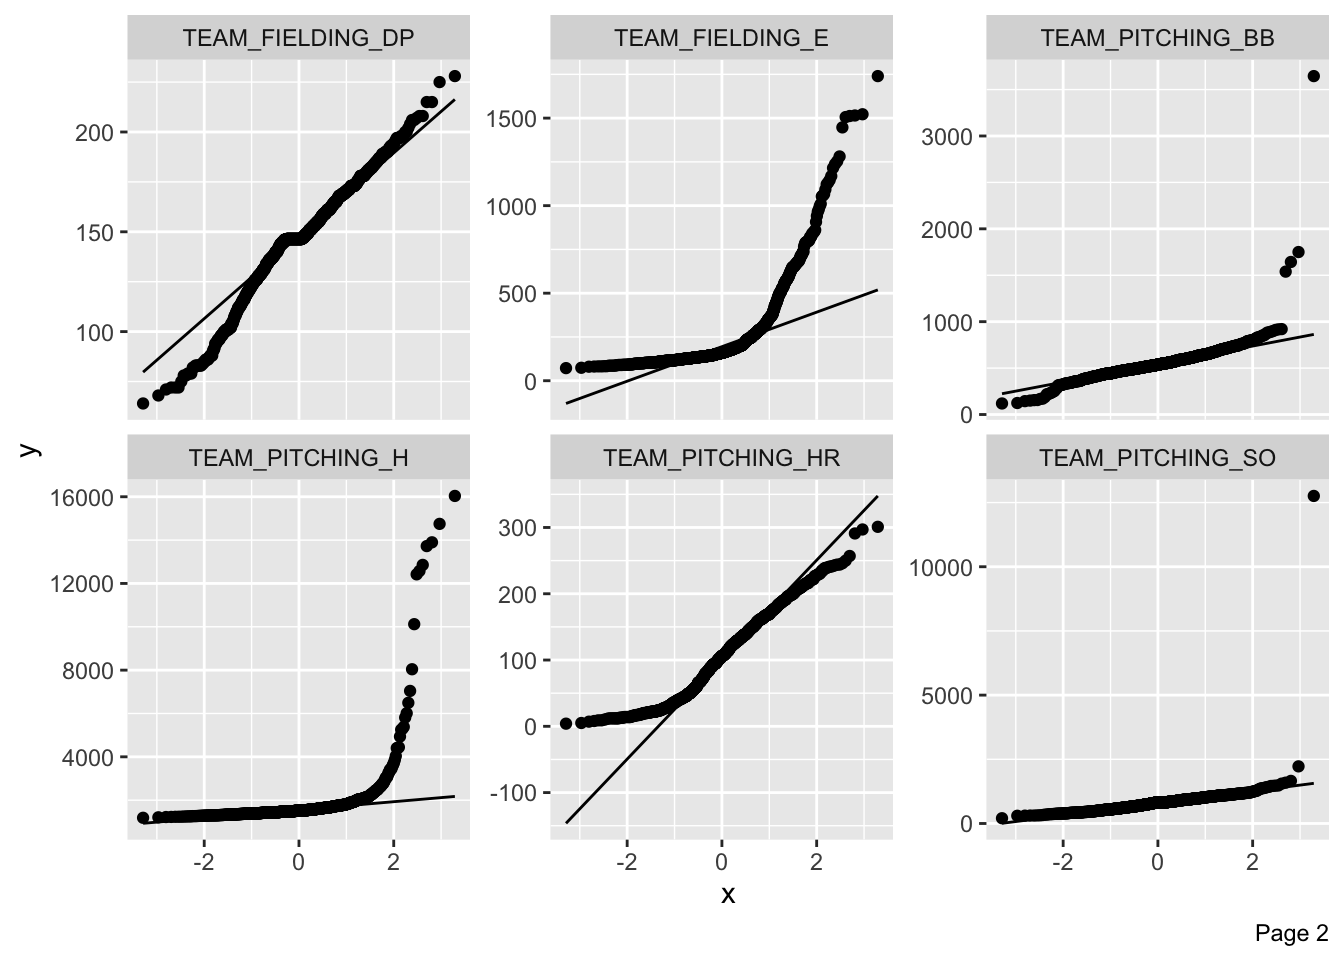 TEAM_FIELDING_DP
TEAM_FIELDING_E
TEAM_PITCHING_BB
200
150
100
1500
1000
500
0
3000
2000
1000
0
TEAM_PITCHING_H
TEAM_PITCHING_HR
TEAM_PITCHING_SO
16000
12000
8000
4000
300
200
100
0
-100
10000
5000
0
-2 0 2
-2 0 2
-2 0 2
y
x
Page 2